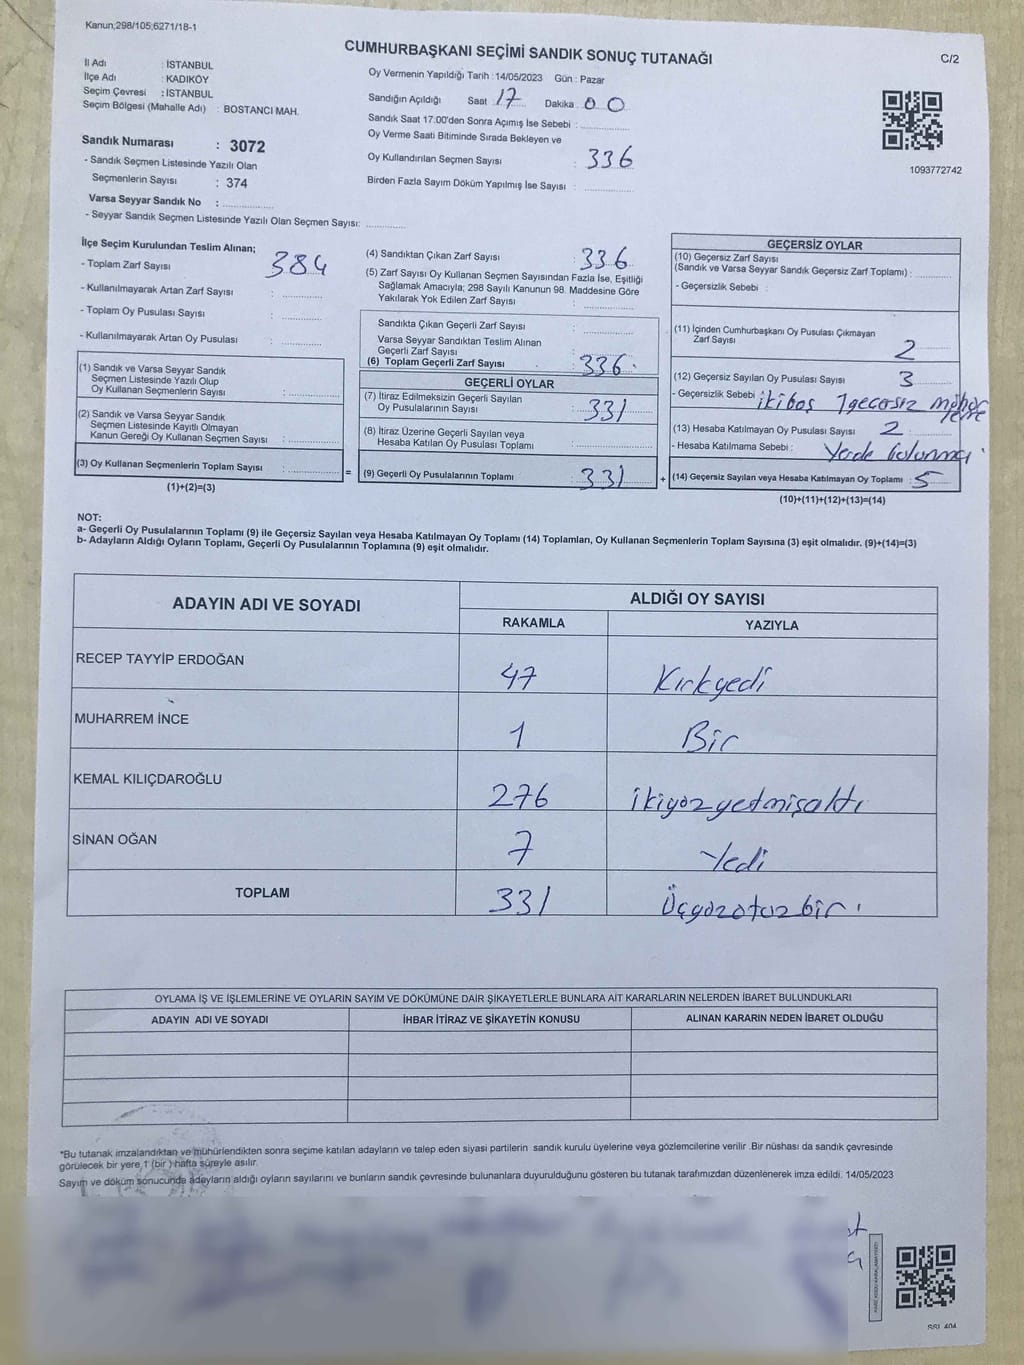 Kanun;298/105;6271/18-1
CUMHURBAŞKANI SEÇİMİ SANDIK SONUÇ TUTANAĞI
C/2
İl Adı : İSTANBUL
İlçe Adı : KADIKÖY
Seçim Çevresi : İSTANBUL
Seçim Bölgesi (Mahalle Adı) : BOSTANCI MAH.
Sandık Numarası : 3072
- Sandık Seçmen Listesinde Yazılı Olan
Seçmenlerin Sayısı : 374
Varsa Seyyar Sandık No :
- Seyyar Sandık Seçmen Listesinde Yazılı Olan Seçmen Sayısı:
Oy Vermenin Yapıldığı Tarih : 14/05/2023 Gün : Pazar
Sandığın Açıldığı Saat 17 Dakika 00
Sandık Saat 17.00'den Sonra Açımış İse Sebebi :
Oy Verme Saati Bitiminde Sırada Bekleyen ve
Oy Kullandırılan Seçmen Sayısı : 336
Birden Fazla Sayım Döküm Yapılmış İse Sayısı :
1093772742
İlçe Seçim Kurulundan Teslim Alınan;
- Toplam Zarf Sayısı 384
- Kullanılmayarak Artan Zarf Sayısı :
- Toplam Oy Pusulası Sayısı :
- Kullanılmayarak Artan Oy Pusulası :
(1) Sandık ve Varsa Seyyar Sandık
Seçmen Listesinde Yazılı Olup
Oy Kullanan Seçmenlerin Sayısı :
(2) Sandık ve Varsa Seyyar Sandık
Seçmen Listesinde Kayıtlı Olmayan
Kanun Gereği Oy Kullanan Seçmen Sayısı :
(3) Oy Kullanan Seçmenlerin Toplam Sayısı :
(1)+(2)=(3)
=
(4) Sandıktan Çıkan Zarf Sayısı : 336
(5) Zarf Sayısı Oy Kullanan Seçmen Sayısından Fazla İse, Eşitliği
Sağlamak Amacıyla; 298 Sayılı Kanunun 98. Maddesine Göre
Yakılarak Yok Edilen Zarf Sayısı :
Sandıkta Çıkan Geçerli Zarf Sayısı :
Varsa Seyyar Sandıktan Teslim Alınan
Geçerli Zarf Sayısı :
(6) Toplam Geçerli Zarf Sayısı : 336
GEÇERLİ OYLAR
(7) İtiraz Edilmeksizin Geçerli Sayılan
Oy Pusulalarının Sayısı : 331
(8) İtiraz Üzerine Geçerli Sayılan veya
Hesaba Katılan Oy Pusulası Toplamı :
(9) Geçerli Oy Pusulalarının Toplamı : 331
+
GEÇERSİZ OYLAR
(10) Geçersiz Zarf Sayısı
(Sandık ve Varsa Seyyar Sandık Geçersiz Zarf Toplamı) :
- Geçersizlik Sebebi :
(11) İçinden Cumhurbaşkanı Oy Pusulası Çıkmayan
Zarf Sayısı 2
(12) Geçersiz Sayılan Oy Pusulası Sayısı 3
- Geçersizlik Sebebi ikiboş 1 geçersiz mühür
(13) Hesaba Katılmayan Oy Pusulası Sayısı 2
- Hesaba Katılmama Sebebi : Yerde bulunma
(14) Geçersiz Sayılan veya Hesaba Katılmayan Oy Toplamı : 5
(10)+(11)+(12)+(13)=(14)
NOT:
a- Geçerli Oy Pusulalarının Toplamı (9) ile Geçersiz Sayılan veya Hesaba Katılmayan Oy Toplamı (14) Toplamları, Oy Kullanan Seçmenlerin Toplam Sayısına (3) eşit olmalıdır. (9)+(14)=(3)
b- Adayların Aldığı Oyların Toplamı, Geçerli Oy Pusulalarının Toplamına (9) eşit olmalıdır.
ADAYIN ADI VE SOYADI ALDIĞI OY SAYISI
RAKAMLA YAZIYLA
RECEP TAYYİP ERDOĞAN 47 Kırkyedi
MUHARREM İNCE 1 Bir
KEMAL KILIÇDAROĞLU 276 ikiyüzyetmişaltı
SİNAN OĞAN 7 Yedi
TOPLAM 331 Üçyüzotuzbir
OYLAMA İŞ VE İŞLEMLERİNE VE OYLARIN SAYIM VE DÖKÜMÜNE DAİR ŞİKAYETLERLE BUNLARA AİT KARARLARIN NELERDEN İBARET BULUNDUKLARI
ADAYIN ADI VE SOYADI İHBAR İTİRAZ VE ŞİKAYETİN KONUSU ALINAN KARARIN NEDEN İBARET OLDUĞU
*Bu tutanak imzalandıktan ve mühürlendikten sonra seçime katılan adayların ve talep eden siyasi partilerin sandık kurulu üyelerine veya gözlemcilerine verilir .Bir nüshası da sandık çevresinde
görülecek bir yere 1 (bir ) hafta süreyle asılır.
Sayım ve döküm sonucunda adayların aldığı oyların sayılarını ve bunların sandık çevresinde bulunanlara duyurulduğunu gösteren bu tutanak tarafımızdan düzenlenerek imza edildi. 14/05/2023